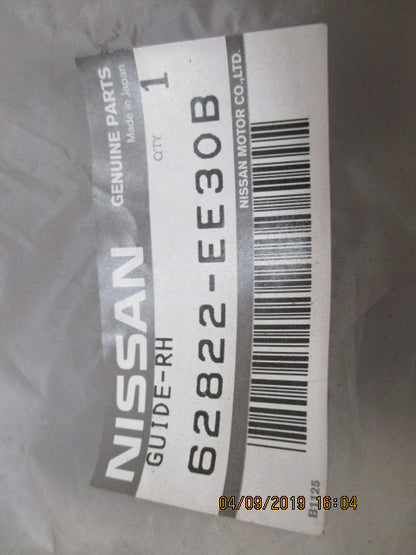 NISSAN GENUINE PARTS
Made in Japan
GUIDE-RH QTY 1
62822-EE30B
NISSAN MOTOR CO.,LTD.
B1125
04/09/2019 16:04